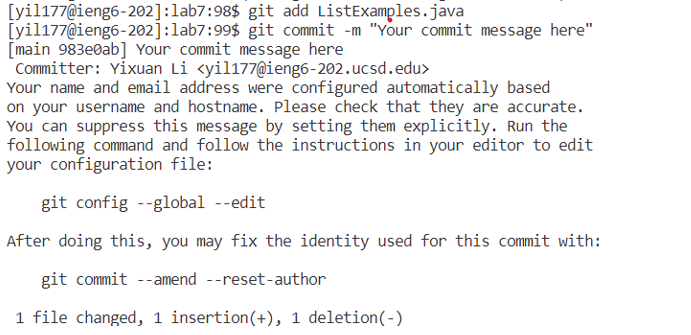 [yil177@ieng6-202]:lab7:98$ git add ListExamples.java
[yil177@ieng6-202]:lab7:99$ git commit -m "Your commit message here"
[main 983e0ab] Your commit message here
 Committer: Yixuan Li <yil177@ieng6-202.ucsd.edu>
Your name and email address were configured automatically based
on your username and hostname. Please check that they are accurate.
You can suppress this message by setting them explicitly. Run the
following command and follow the instructions in your editor to edit
your configuration file:

    git config --global --edit

After doing this, you may fix the identity used for this commit with:

    git commit --amend --reset-author

 1 file changed, 1 insertion(+), 1 deletion(-)